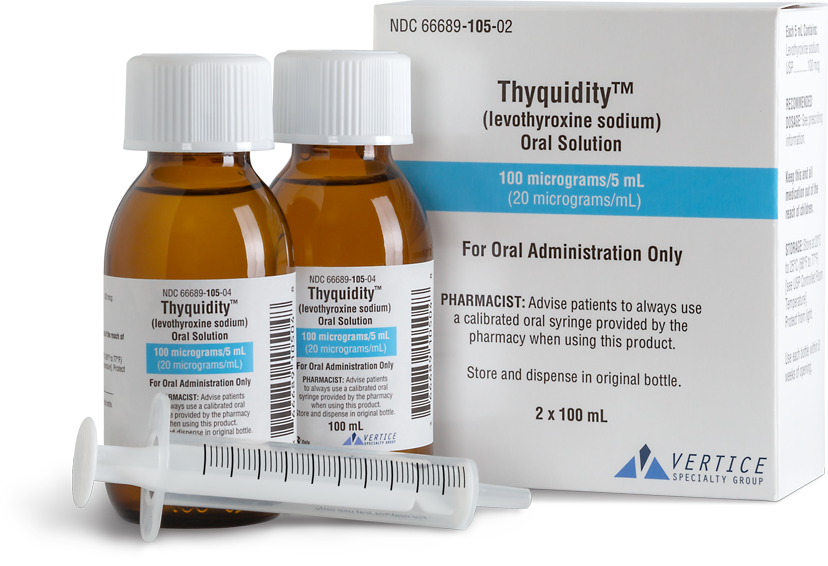 NDC 66689-105-02
Thyquidity™
(levothyroxine sodium)
Oral Solution
100 micrograms/5 mL
(20 micrograms/mL)
For Oral Administration Only
PHARMACIST: Advise patients to always use
a calibrated oral syringe provided by the
pharmacy when using this product.
Store and dispense in original bottle.
2 x 100 mL
VERTICE
SPECIALTY GROUP
Each 5 mL Contains:
Levothyroxine sodium,
USP 100 mcg
RECOMMENDED
DOSAGE: See prescribing
information.
Keep this and all
medication out of the
reach of children.
STORAGE: Store at 20°
to 25°C (68°F to 77°F)
(see USP Controlled Room
Temperature).
Protect from light.
Use each bottle within 8
weeks of opening.
NDC 66689-105-04
Thyquidity™
(levothyroxine sodium)
Oral Solution
100 micrograms/5 mL
(20 micrograms/mL)
For Oral Administration Only
PHARMACIST: Advise
always use a calibrated oral
provided by the pharmacy
when using this product.
dispense in original bottle.
NDC 66689-105-04
Thyquidity™
(levothyroxine sodium)
Oral Solution
100 micrograms/5 mL
(20 micrograms/mL)
For Oral Administration Only
PHARMACIST: Advise patients
to always use a calibrated oral
syringe provided by the pharmacy
when using this product.
Store and dispense in original bottle.
100 mL
VERTICE
SPECIALTY GROUP